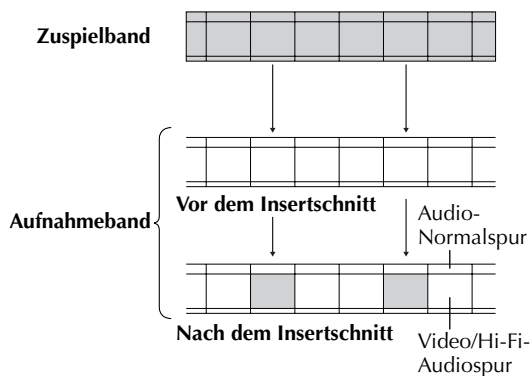 Zuspielband
Vor dem Insertschnitt
Aufnahmeband
Audio-
Normalspur
Nach dem Insertschnitt
Video/Hi-Fi-
Audiospur